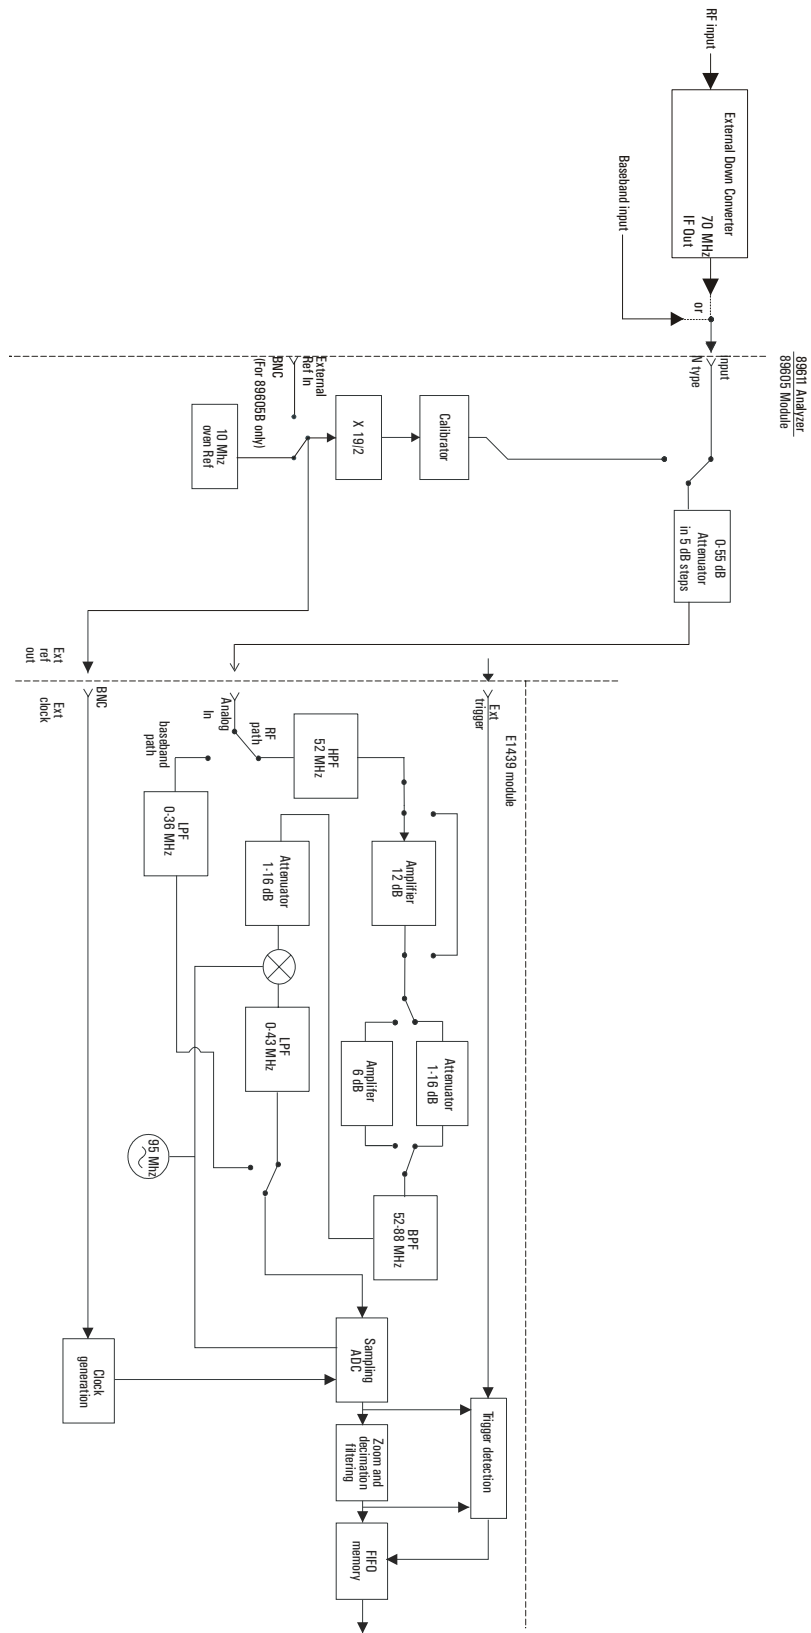 89611 Analyzer
89605 Module
RF input
External Down Converter
70 MHz
IF Out
or
Baseband input
Input
N type
0-55 dB
Attenuator
in 5 dB steps
Calibrator
X 19/2
External
Ref In
BNC
(For 89605B only)
10 Mhz
oven Ref
Ext
ref
out
BNC
Ext
clock
E1439 module
Ext
trigger
Analog
In
RF
path
baseband
path
HPF
52 MHz
LPF
0-36 MHz
Amplifier
12 dB
Attenuator
1-16 dB
Amplifer
6 dB
BPF
52-88 MHz
Attenuator
1-16 dB
LPF
0-43 MHz
95 Mhz
Sampling
ADC
Clock
generation
Trigger detection
Zoom and
decimation
filtering
FIFO
memory